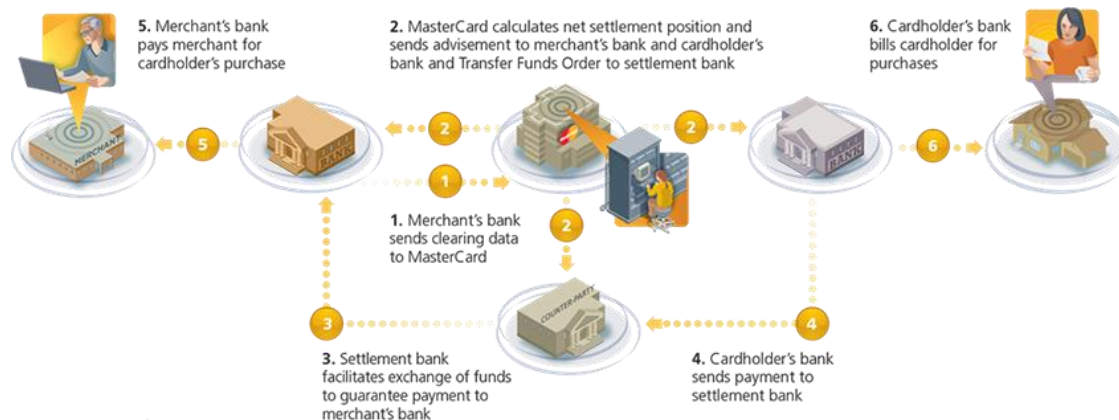 5. Merchant's bank
pays merchant for
cardholder's purchase
2. MasterCard calculates net settlement position and
sends advisement to merchant's bank and cardholder's
bank and Transfer Funds Order to settlement bank
6. Cardholder's bank
bills cardholder for
purchases
MERCHANT
5
BANK
2
2
BANK
6
1
1. Merchant's bank
sends clearing data
to MasterCard
2
COUNTER-PARTY
3
4
3. Settlement bank
facilitates exchange of funds
to guarantee payment to
merchant's bank
4. Cardholder's bank
sends payment to
settlement bank